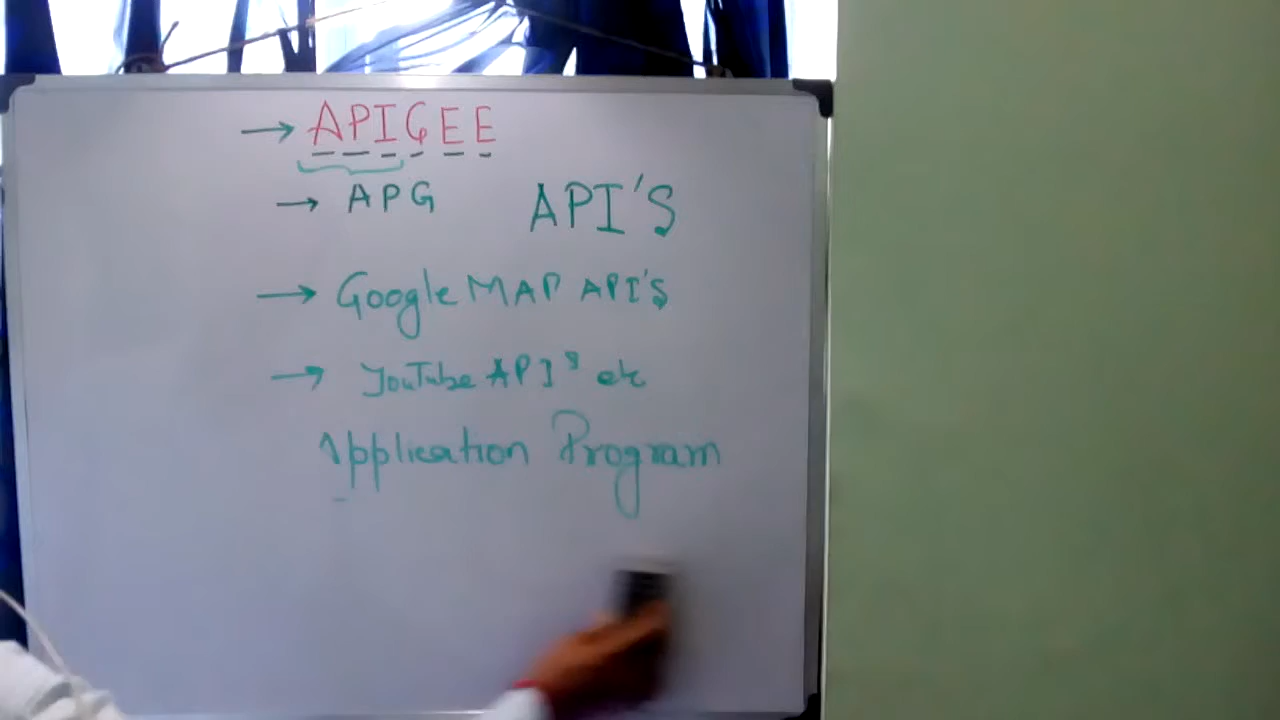 → APIGEE
→ APG API'S
→ Google MAP API'S
→ YouTube API's etc
Application Program